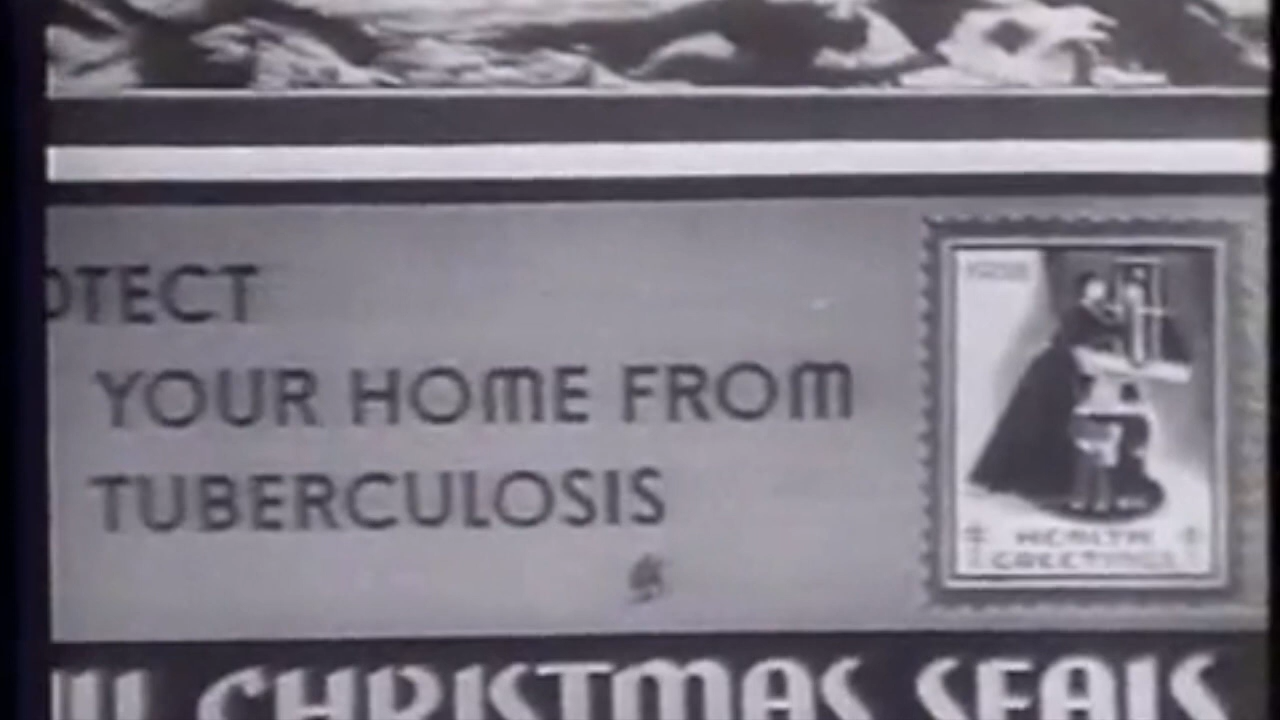 OTECT
YOUR HOME FROM
TUBERCULOSIS
HEALTH
GREETINGS
CHRISTMAS SEALS